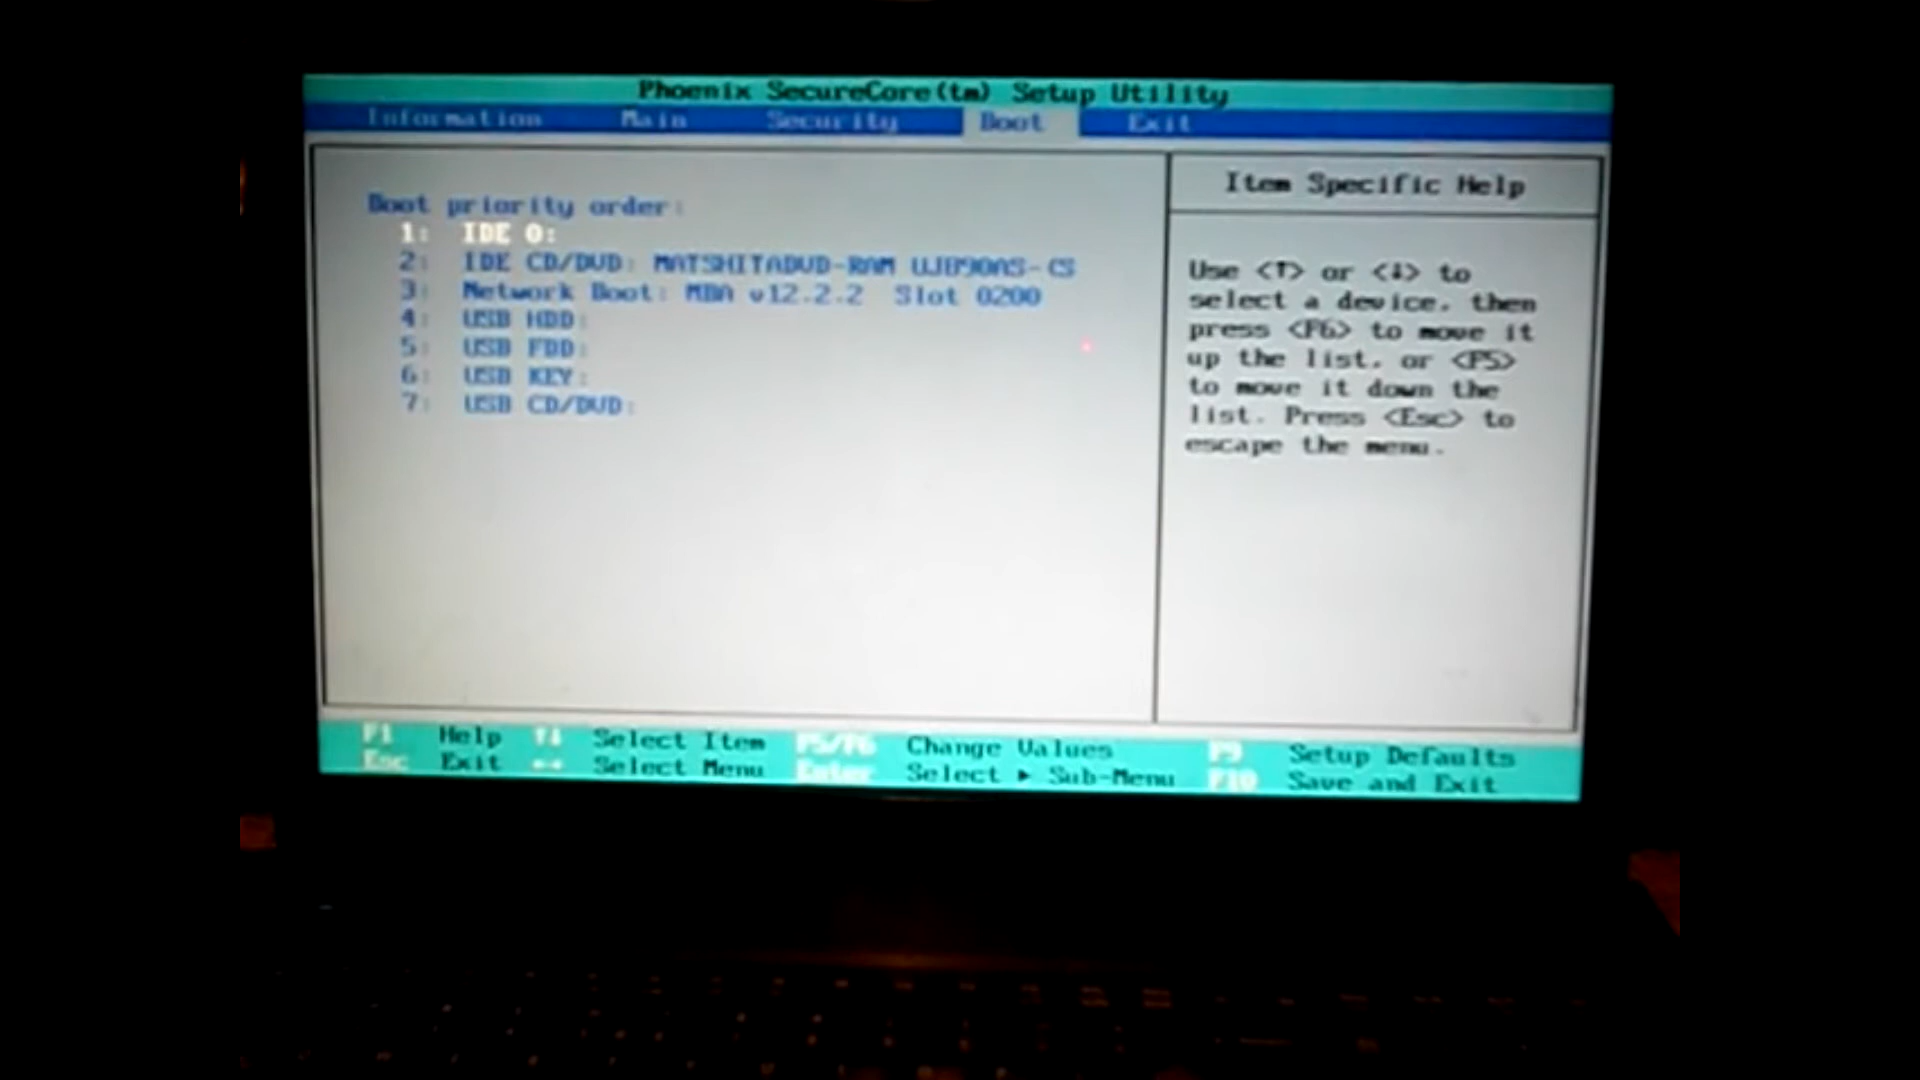 Phoenix SecureCore(tm) Setup Utility
Information Main Security Boot Exit
Boot priority order:
1: IDE 0:
2: IDE CD/DVD: MATSHITADVD-RAM UJ890AS-CS
3: Network Boot: MBA v12.2.2 Slot 0200
4: USB HDD:
5: USB FDD:
6: USB KEY:
7: USB CD/DVD:
Item Specific Help
Use <↑> or <↓> to
select a device, then
press <F6> to move it
up the list, or <F5>
to move it down the
list. Press <Esc> to
escape the menu.
F1 Help ↑↓ Select Item F5/F6 Change Values F9 Setup Defaults
Esc Exit ←→ Select Menu Enter Select ▶ Sub-Menu F10 Save and Exit